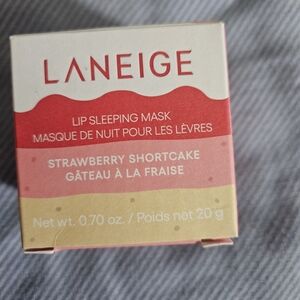 LANEIGE
LIP SLEEPING MASK
MASQUE DE NUIT POUR LES LÈVRES
STRAWBERRY SHORTCAKE
GÂTEAU À LA FRAISE
Net wt. 0.70 oz. / Poids net 20 g